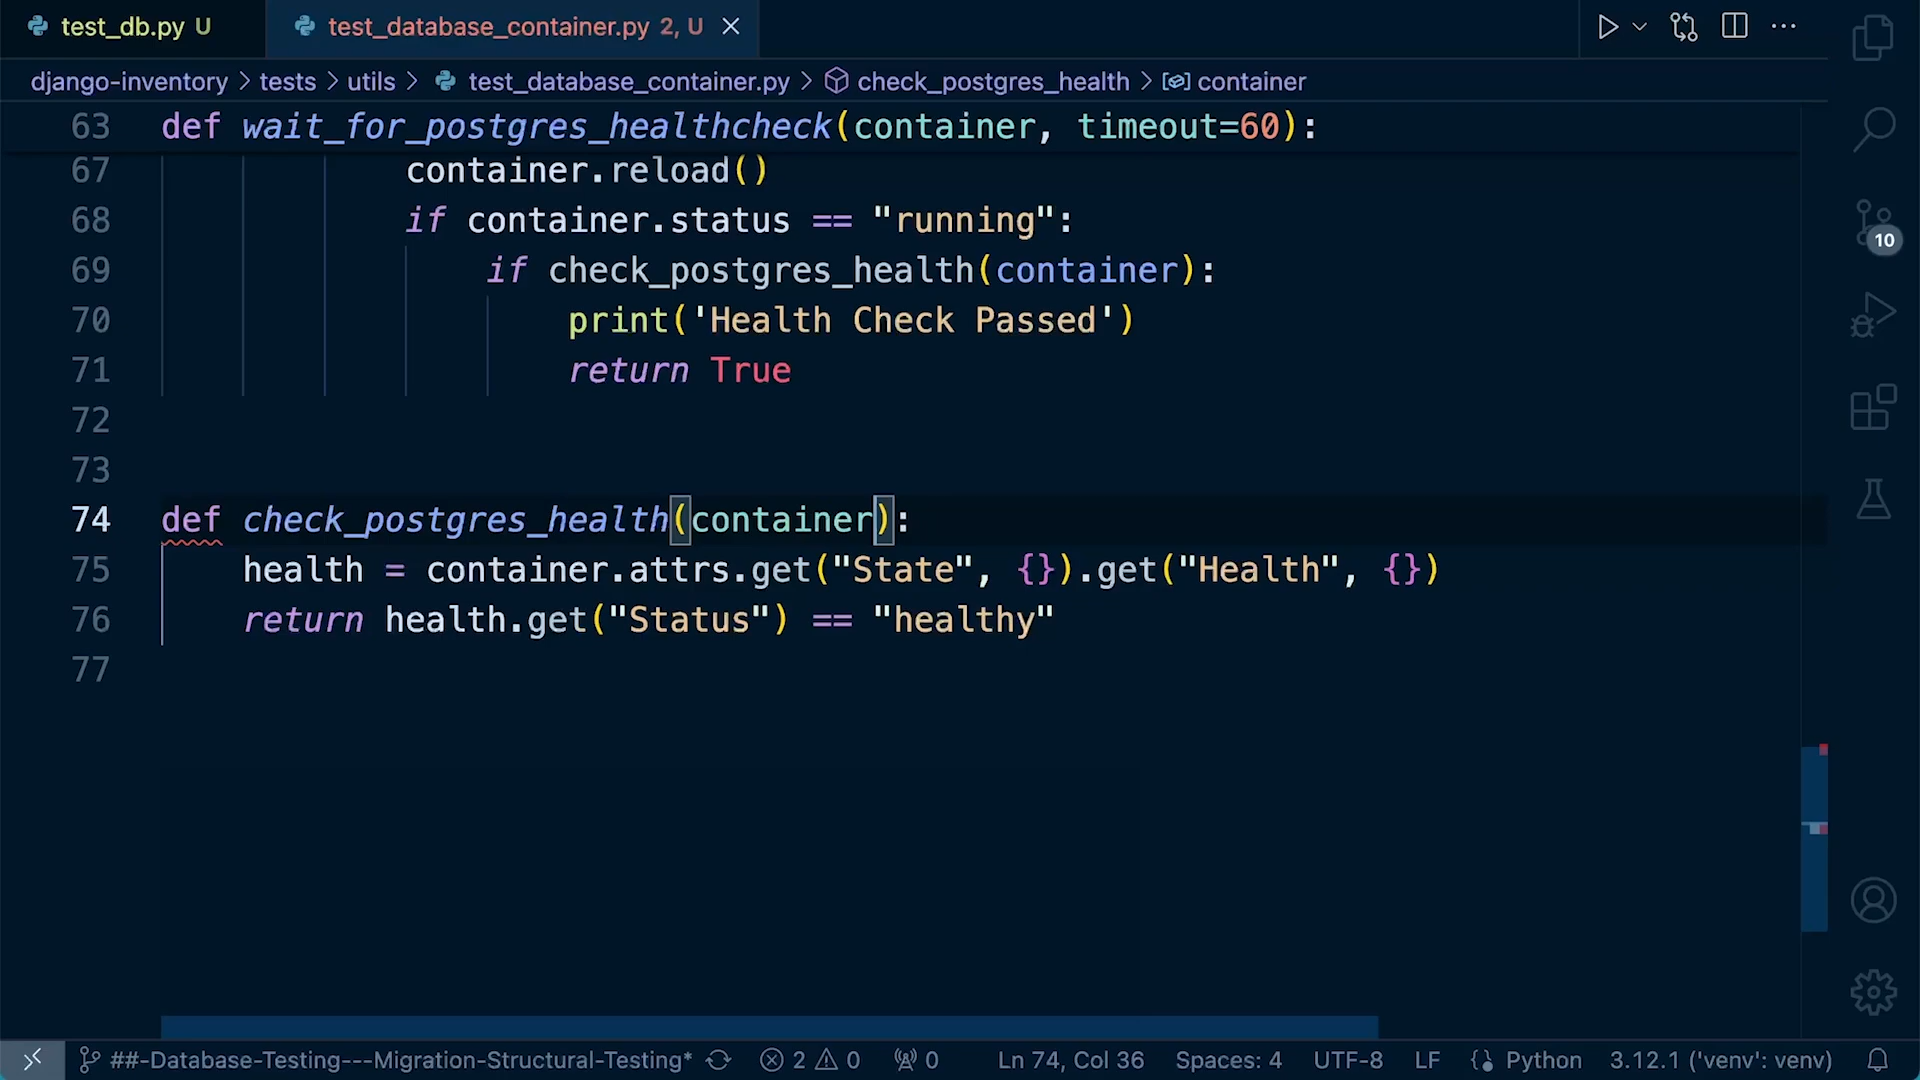 test_db.py U
test_database_container.py 2, U
django-inventory > tests > utils > test_database_container.py > check_postgres_health > container
63 def wait_for_postgres_healthcheck(container, timeout=60):
67 container.reload()
68 if container.status == "running":
69 if check_postgres_health(container):
70 print('Health Check Passed')
71 return True
72
73
74 def check_postgres_health(container):
75 health = container.attrs.get("State", {}).get("Health", {})
76 return health.get("Status") == "healthy"
77
10
##-Database-Testing---Migration-Structural-Testing* 2 0 0 Ln 74, Col 36 Spaces: 4 UTF-8 LF Python 3.12.1 ('venv': venv)